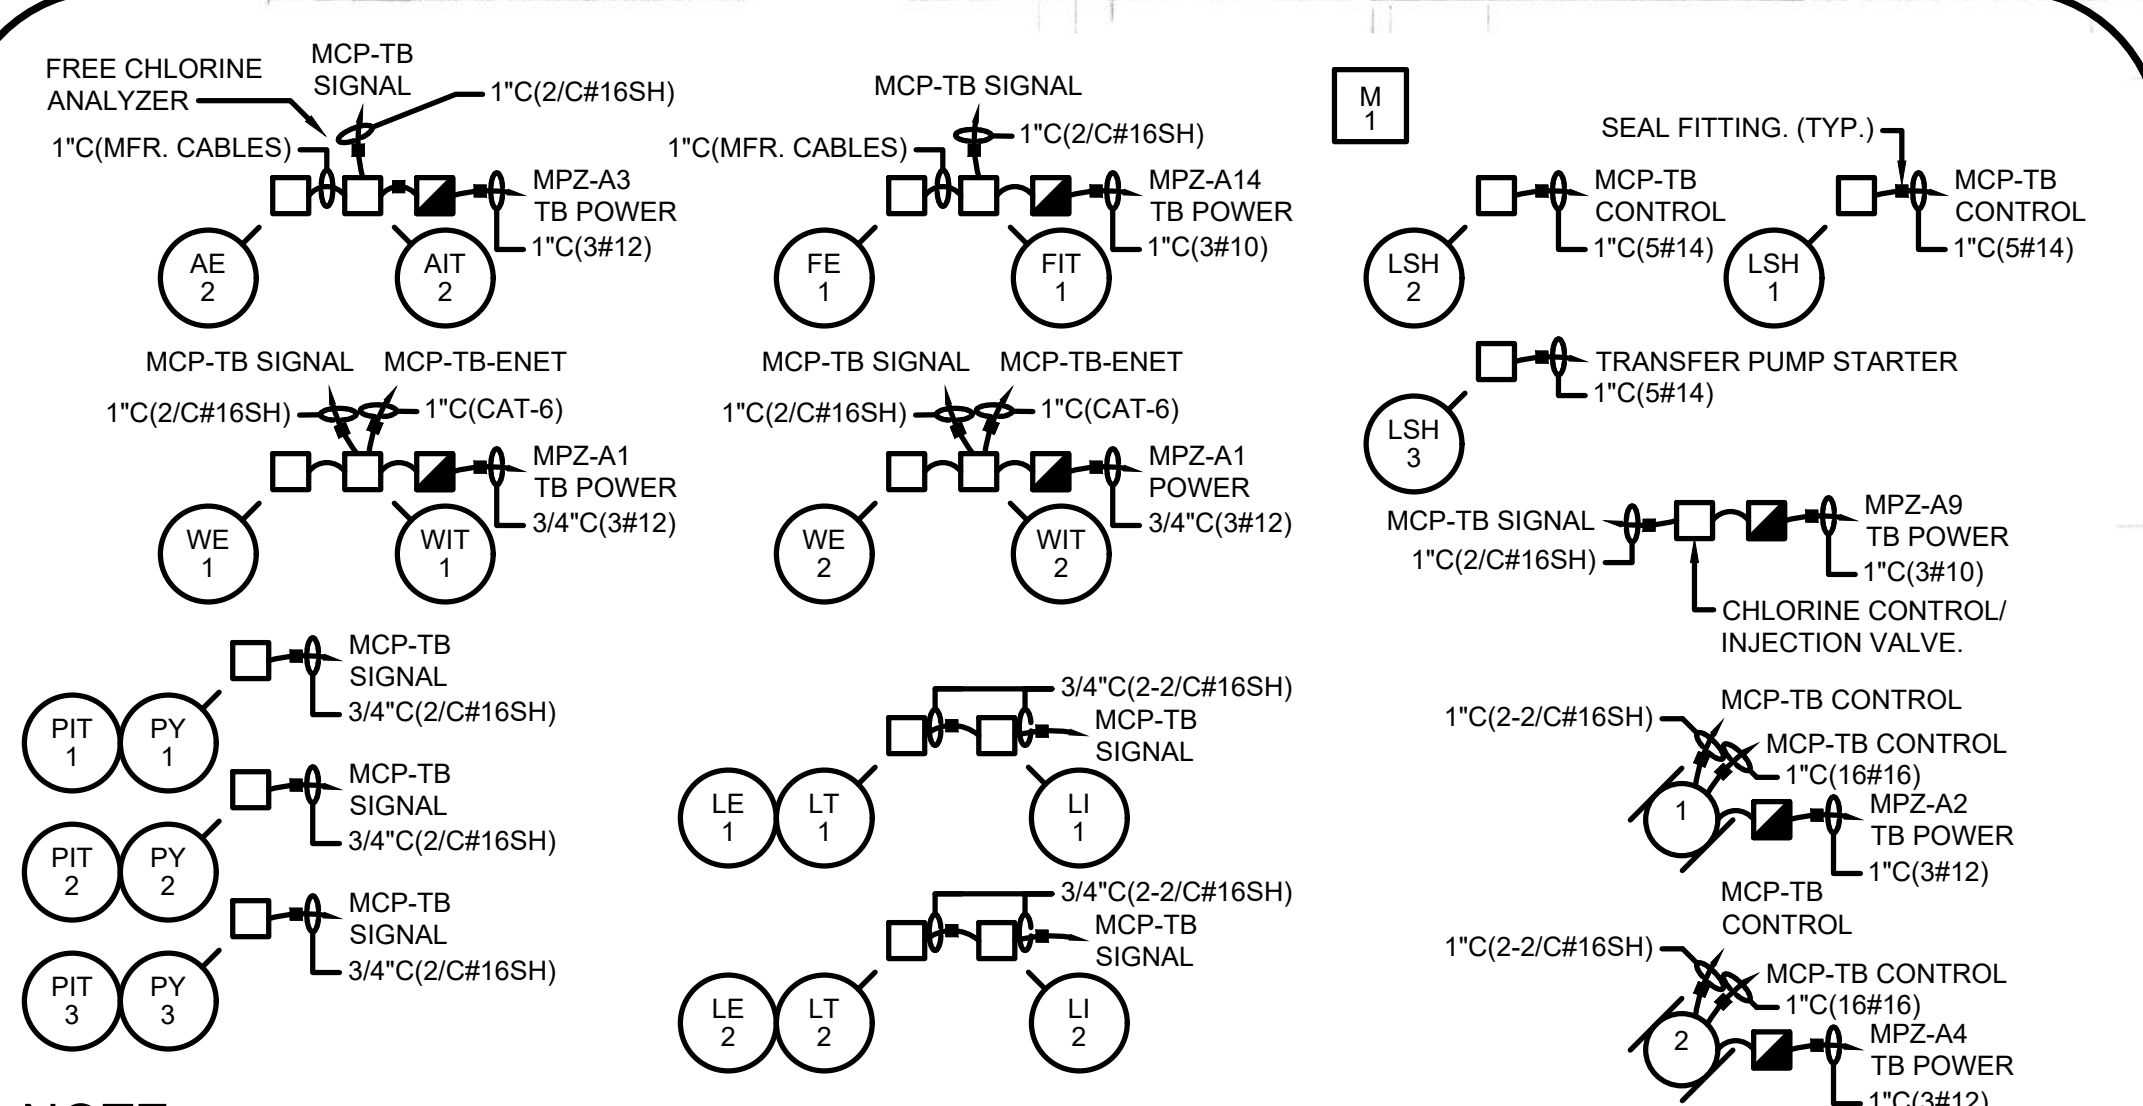 FREE CHLORINE
ANALYZER
MCP-TB
SIGNAL
1"C(2/C#16SH)
1"C(MFR. CABLES)
MPZ-A3
TB POWER
1"C(3#12)
AE
2
AIT
2
MCP-TB SIGNAL
1"C(2/C#16SH)
1"C(MFR. CABLES)
MPZ-A14
TB POWER
1"C(3#10)
FE
1
FIT
1
M
1
SEAL FITTING. (TYP.)
MCP-TB
CONTROL
1"C(5#14)
LSH
2
MCP-TB
CONTROL
1"C(5#14)
LSH
1
MCP-TB SIGNAL
MCP-TB-ENET
1"C(2/C#16SH)
1"C(CAT-6)
MPZ-A1
TB POWER
3/4"C(3#12)
WE
1
WIT
1
MCP-TB SIGNAL
MCP-TB-ENET
1"C(2/C#16SH)
1"C(CAT-6)
MPZ-A1
POWER
3/4"C(3#12)
WE
2
WIT
2
TRANSFER PUMP STARTER
1"C(5#14)
LSH
3
MCP-TB SIGNAL
1"C(2/C#16SH)
MPZ-A9
TB POWER
1"C(3#10)
CHLORINE CONTROL/
INJECTION VALVE.
MCP-TB
SIGNAL
3/4"C(2/C#16SH)
PIT
1
PY
1
MCP-TB
SIGNAL
3/4"C(2/C#16SH)
PIT
2
PY
2
MCP-TB
SIGNAL
3/4"C(2/C#16SH)
PIT
3
PY
3
3/4"C(2-2/C#16SH)
MCP-TB
SIGNAL
LE
1
LT
1
LI
1
3/4"C(2-2/C#16SH)
MCP-TB
SIGNAL
LE
2
LT
2
LI
2
MCP-TB CONTROL
1"C(2-2/C#16SH)
MCP-TB CONTROL
1"C(16#16)
1
MPZ-A2
TB POWER
1"C(3#12)
MCP-TB
CONTROL
1"C(2-2/C#16SH)
MCP-TB CONTROL
1"C(16#16)
2
MPZ-A4
TB POWER
1"C(3#12)